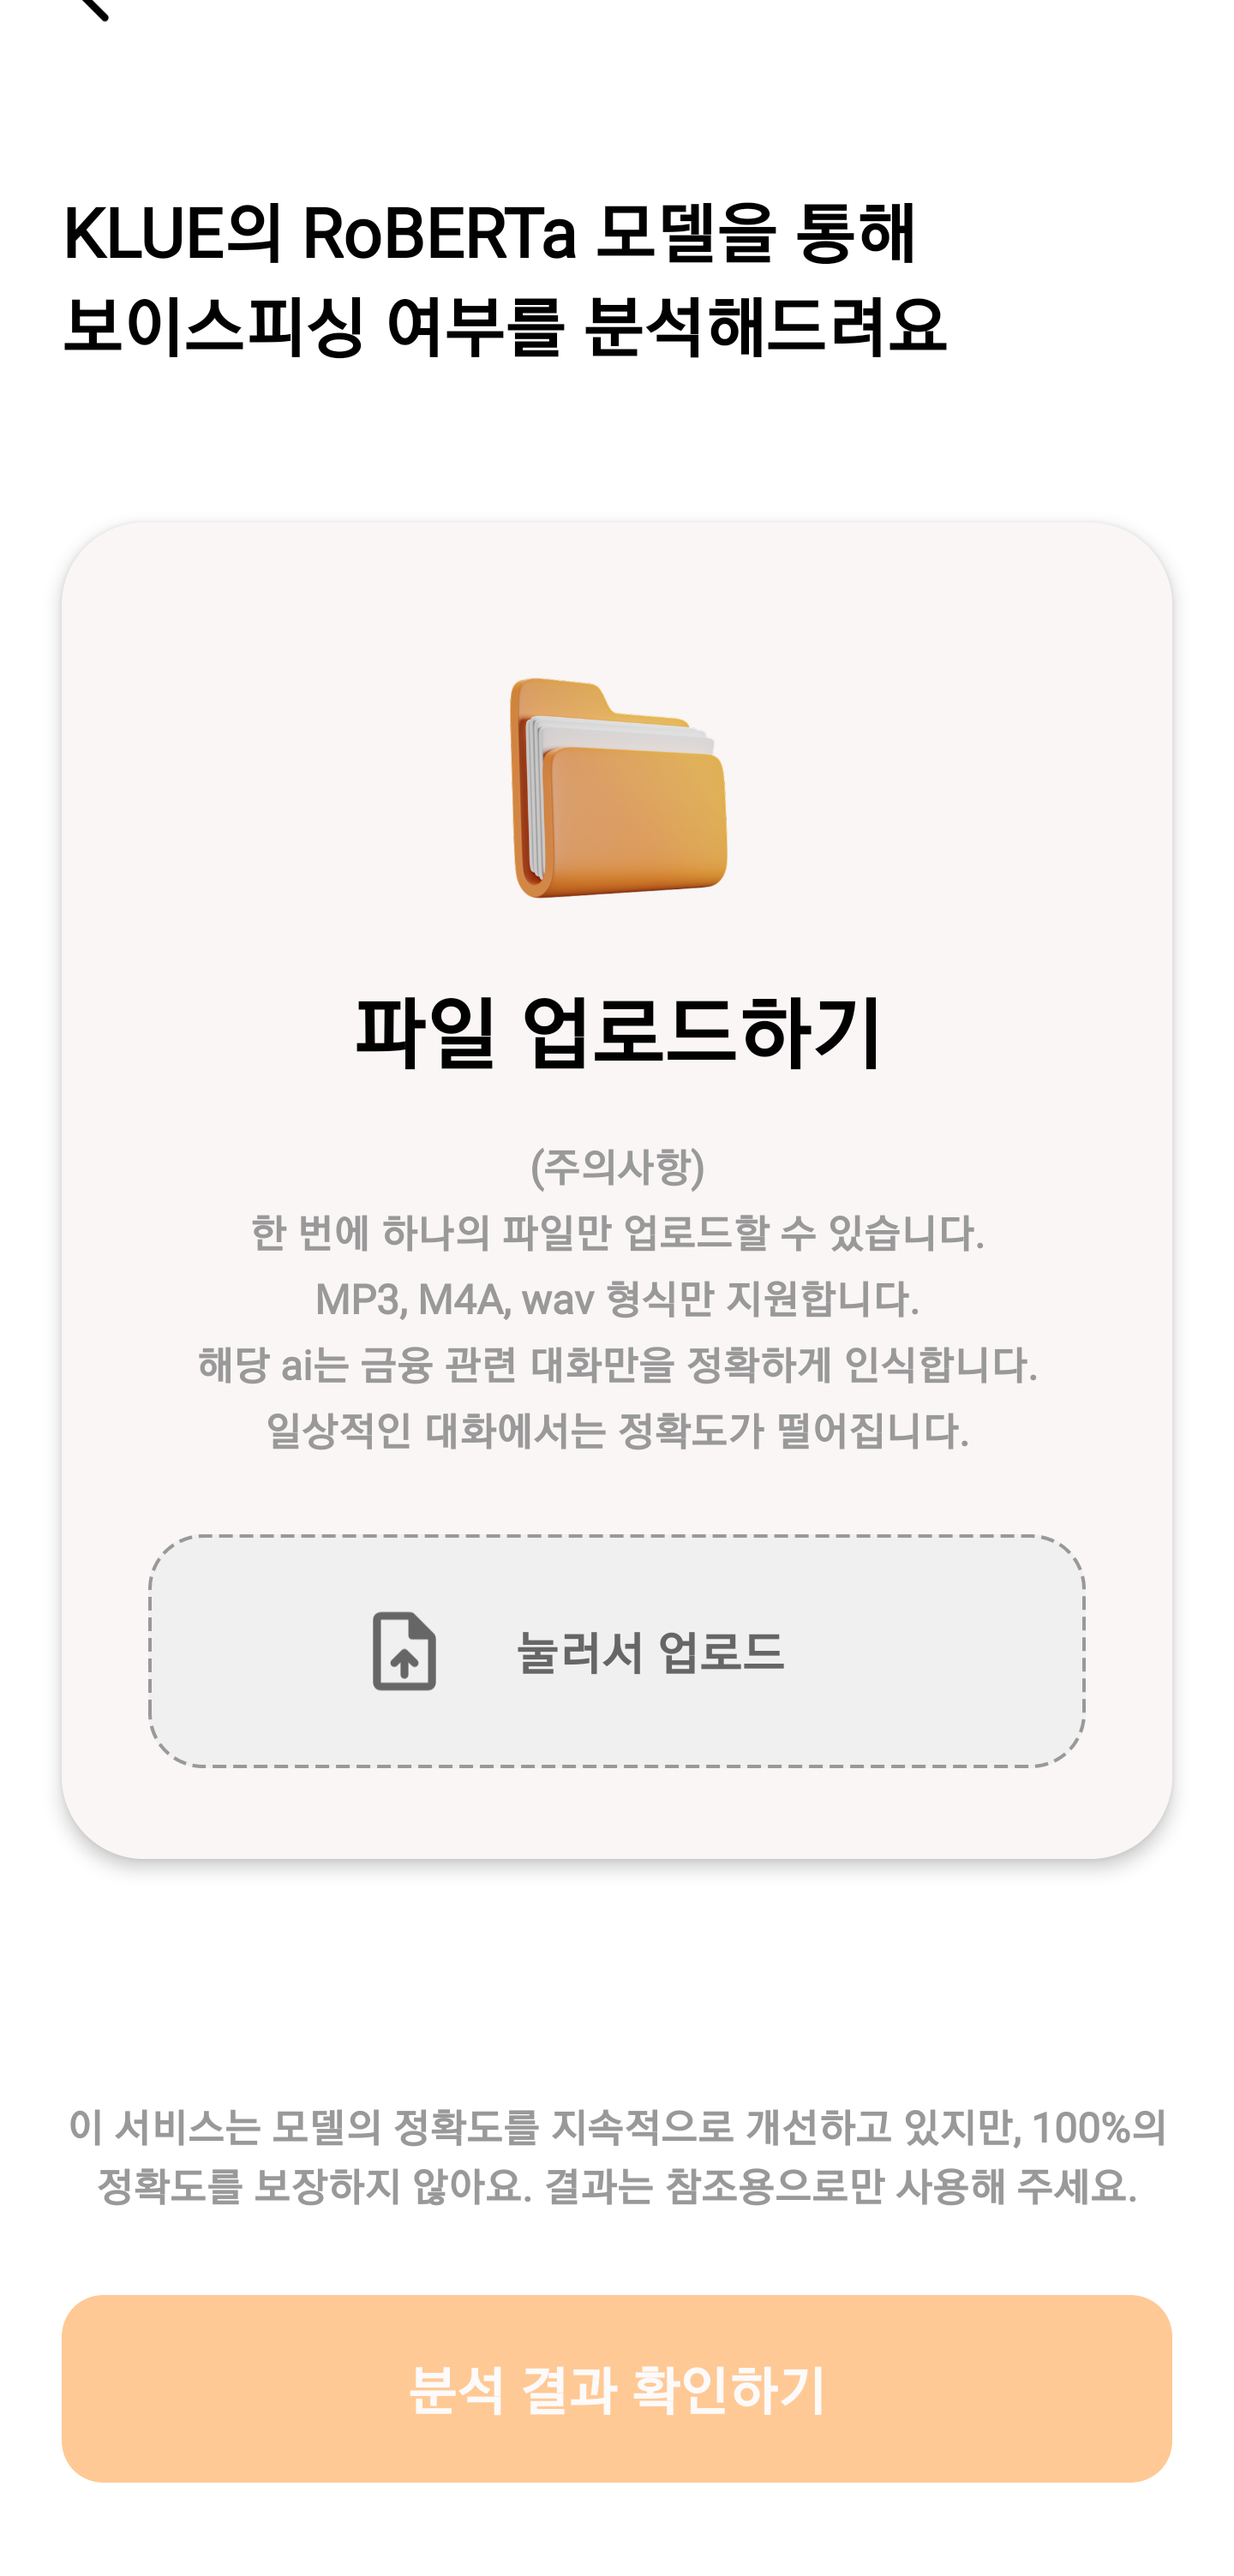 KLUE의 RoBERTa 모델을 통해
보이스피싱 여부를 분석해드려요
파일 업로드하기
(주의사항)
한 번에 하나의 파일만 업로드할 수 있습니다.
MP3, M4A, wav 형식만 지원합니다.
해당 ai는 금융 관련 대화만을 정확하게 인식합니다.
일상적인 대화에서는 정확도가 떨어집니다.
눌러서 업로드
이 서비스는 모델의 정확도를 지속적으로 개선하고 있지만, 100%의
정확도를 보장하지 않아요. 결과는 참조용으로만 사용해 주세요.
분석 결과 확인하기